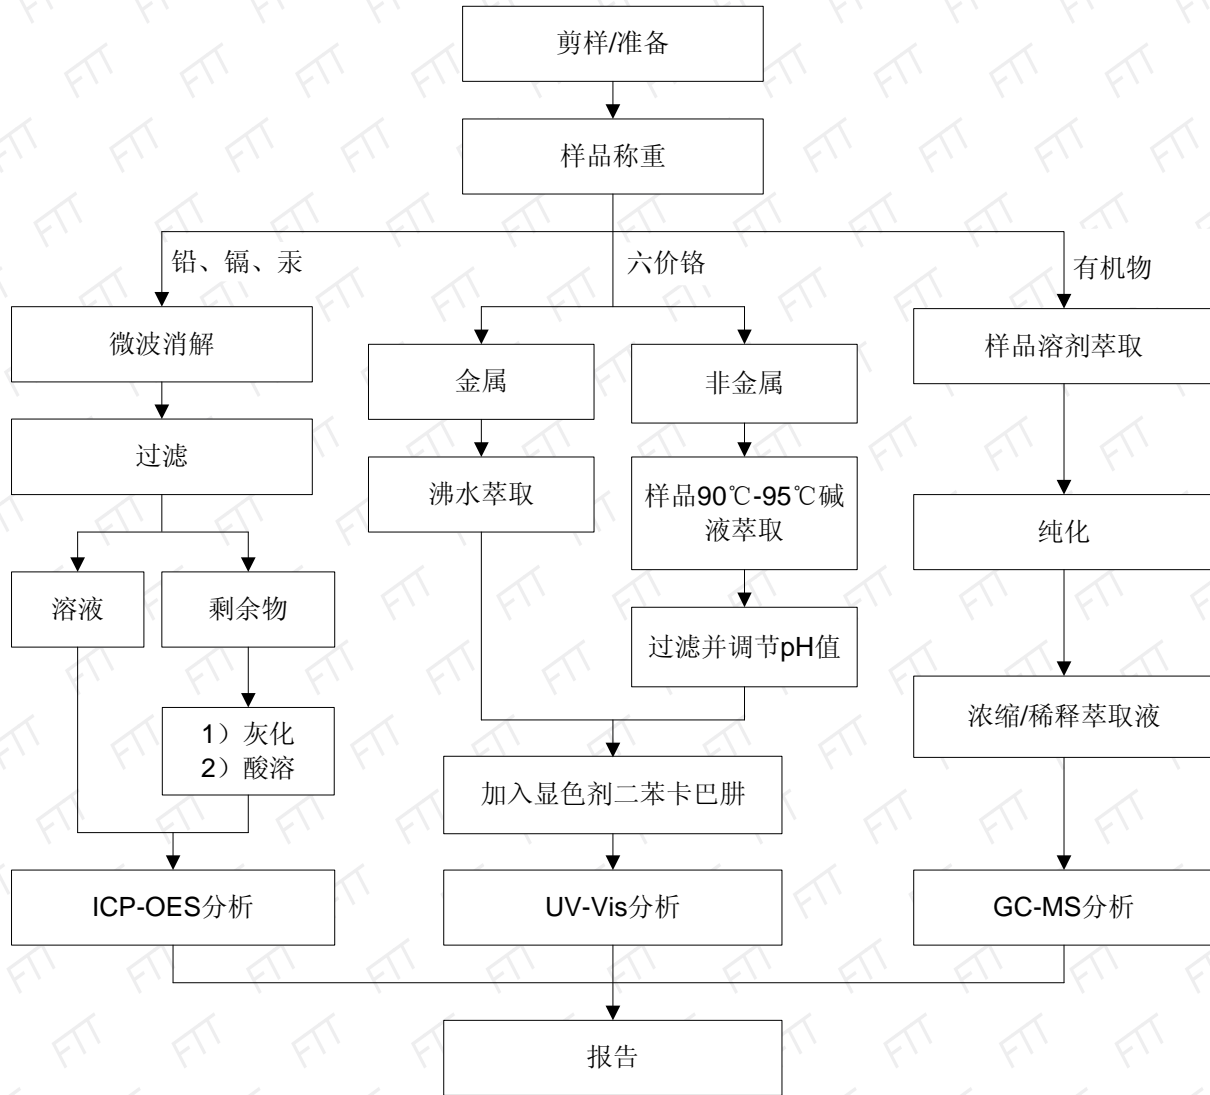 剪样/准备
样品称重
铅、镉、汞
六价铬
有机物
微波消解
金属
非金属
样品溶剂萃取
过滤
沸水萃取
样品90℃-95℃碱
液萃取
纯化
溶液
剩余物
过滤并调节pH值
1）灰化
2）酸溶
浓缩/稀释萃取液
加入显色剂二苯卡巴肼
ICP-OES分析
UV-Vis分析
GC-MS分析
报告